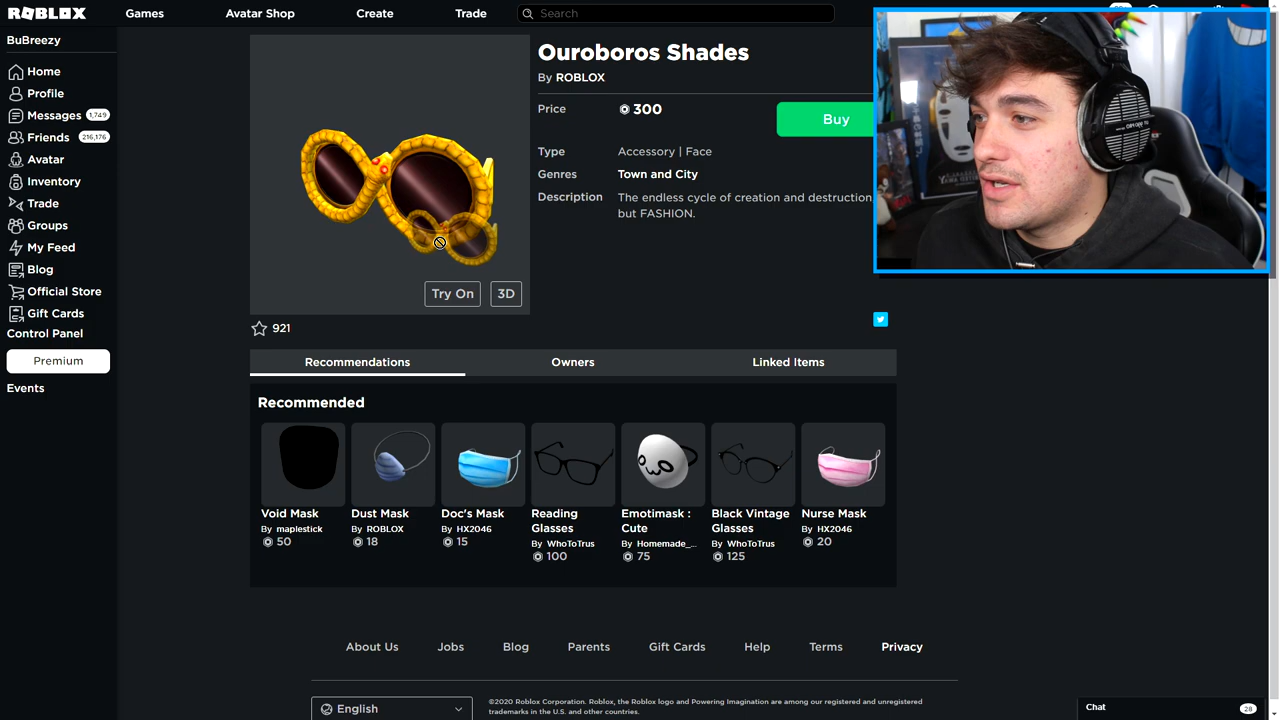 ROBLOX
Games
Avatar Shop
Create
Trade
Search
BuBreezy
Home
Profile
Messages 1,749
Friends 216,176
Avatar
Inventory
Trade
Groups
My Feed
Blog
Official Store
Gift Cards
Control Panel
Premium
Events
Ouroboros Shades
By ROBLOX
Price 300
Buy
Type Accessory | Face
Genres Town and City
Description The endless cycle of creation and destruction
but FASHION.
Try On
3D
921
Recommendations
Owners
Linked Items
Recommended
Void Mask
By maplestick
50
Dust Mask
By ROBLOX
18
Doc's Mask
By HX2046
15
Reading
Glasses
By WhoToTrus
100
Emotimask :
Cute
By Homemade_...
75
Black Vintage
Glasses
By WhoToTrus
125
Nurse Mask
By HX2046
20
About Us
Jobs
Blog
Parents
Gift Cards
Help
Terms
Privacy
English
©2020 Roblox Corporation. Roblox, the Roblox logo and Powering Imagination are among our registered and unregistered
trademarks in the U.S. and other countries.
Chat
28